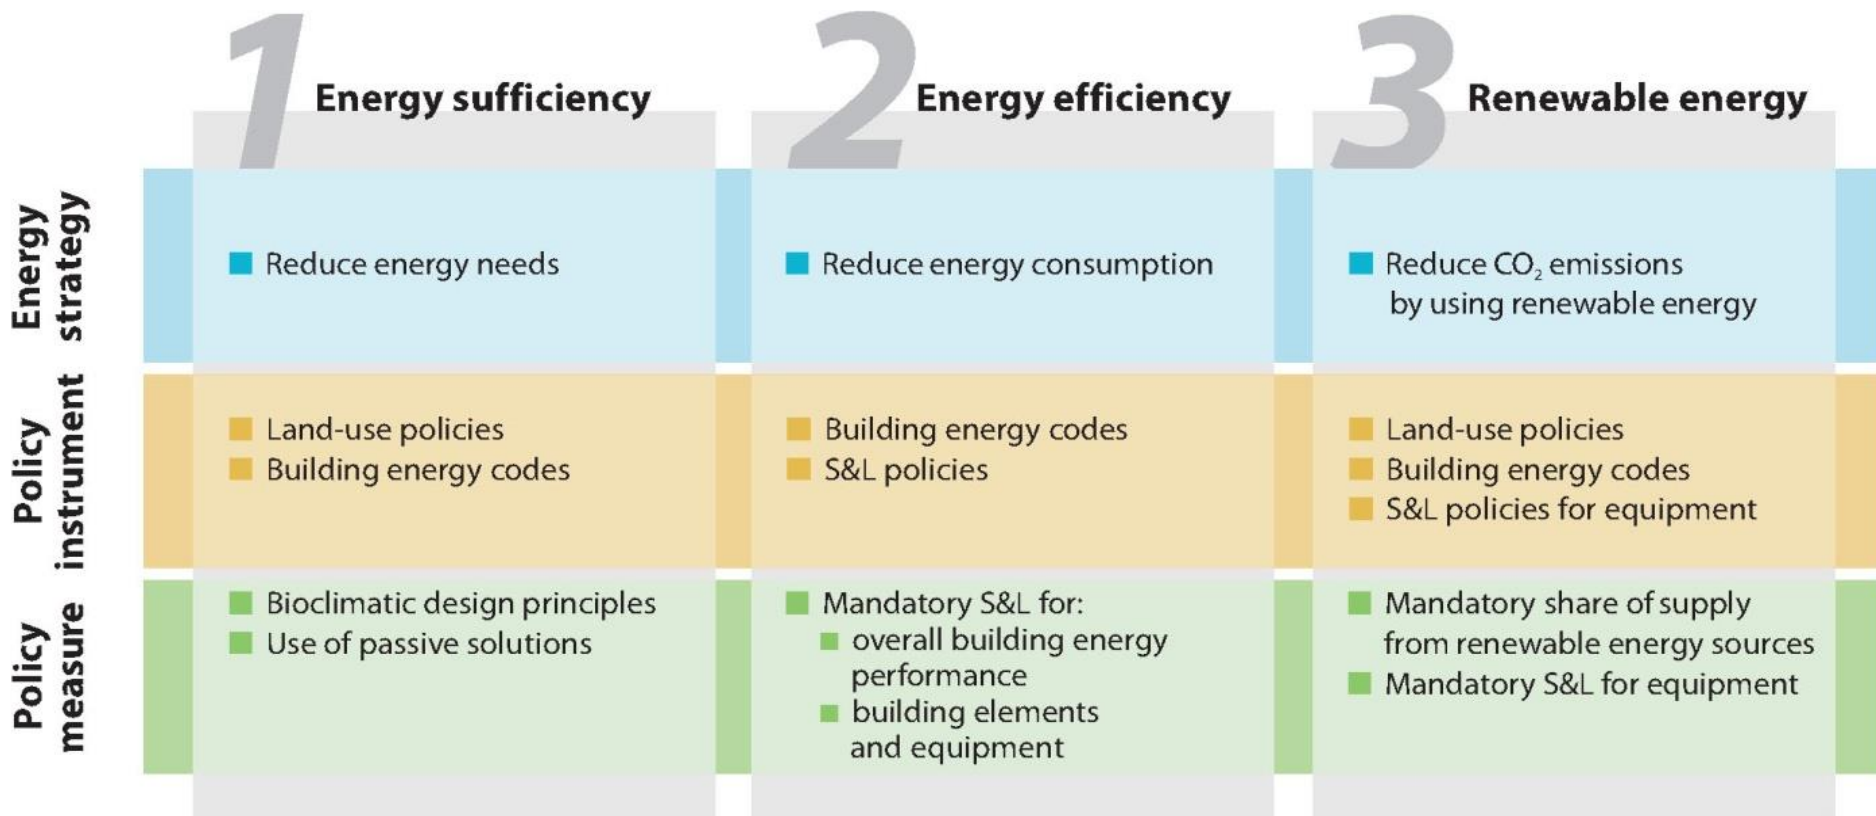 1 Energy sufficiency
2 Energy efficiency
3 Renewable energy
Energy
strategy
Reduce energy needs
Reduce energy consumption
Reduce CO₂ emissions
by using renewable energy
Policy
instrument
Land-use policies
Building energy codes
Building energy codes
S&L policies
Land-use policies
Building energy codes
S&L policies for equipment
Policy
measure
Bioclimatic design principles
Use of passive solutions
Mandatory S&L for:
overall building energy
performance
building elements
and equipment
Mandatory share of supply
from renewable energy sources
Mandatory S&L for equipment